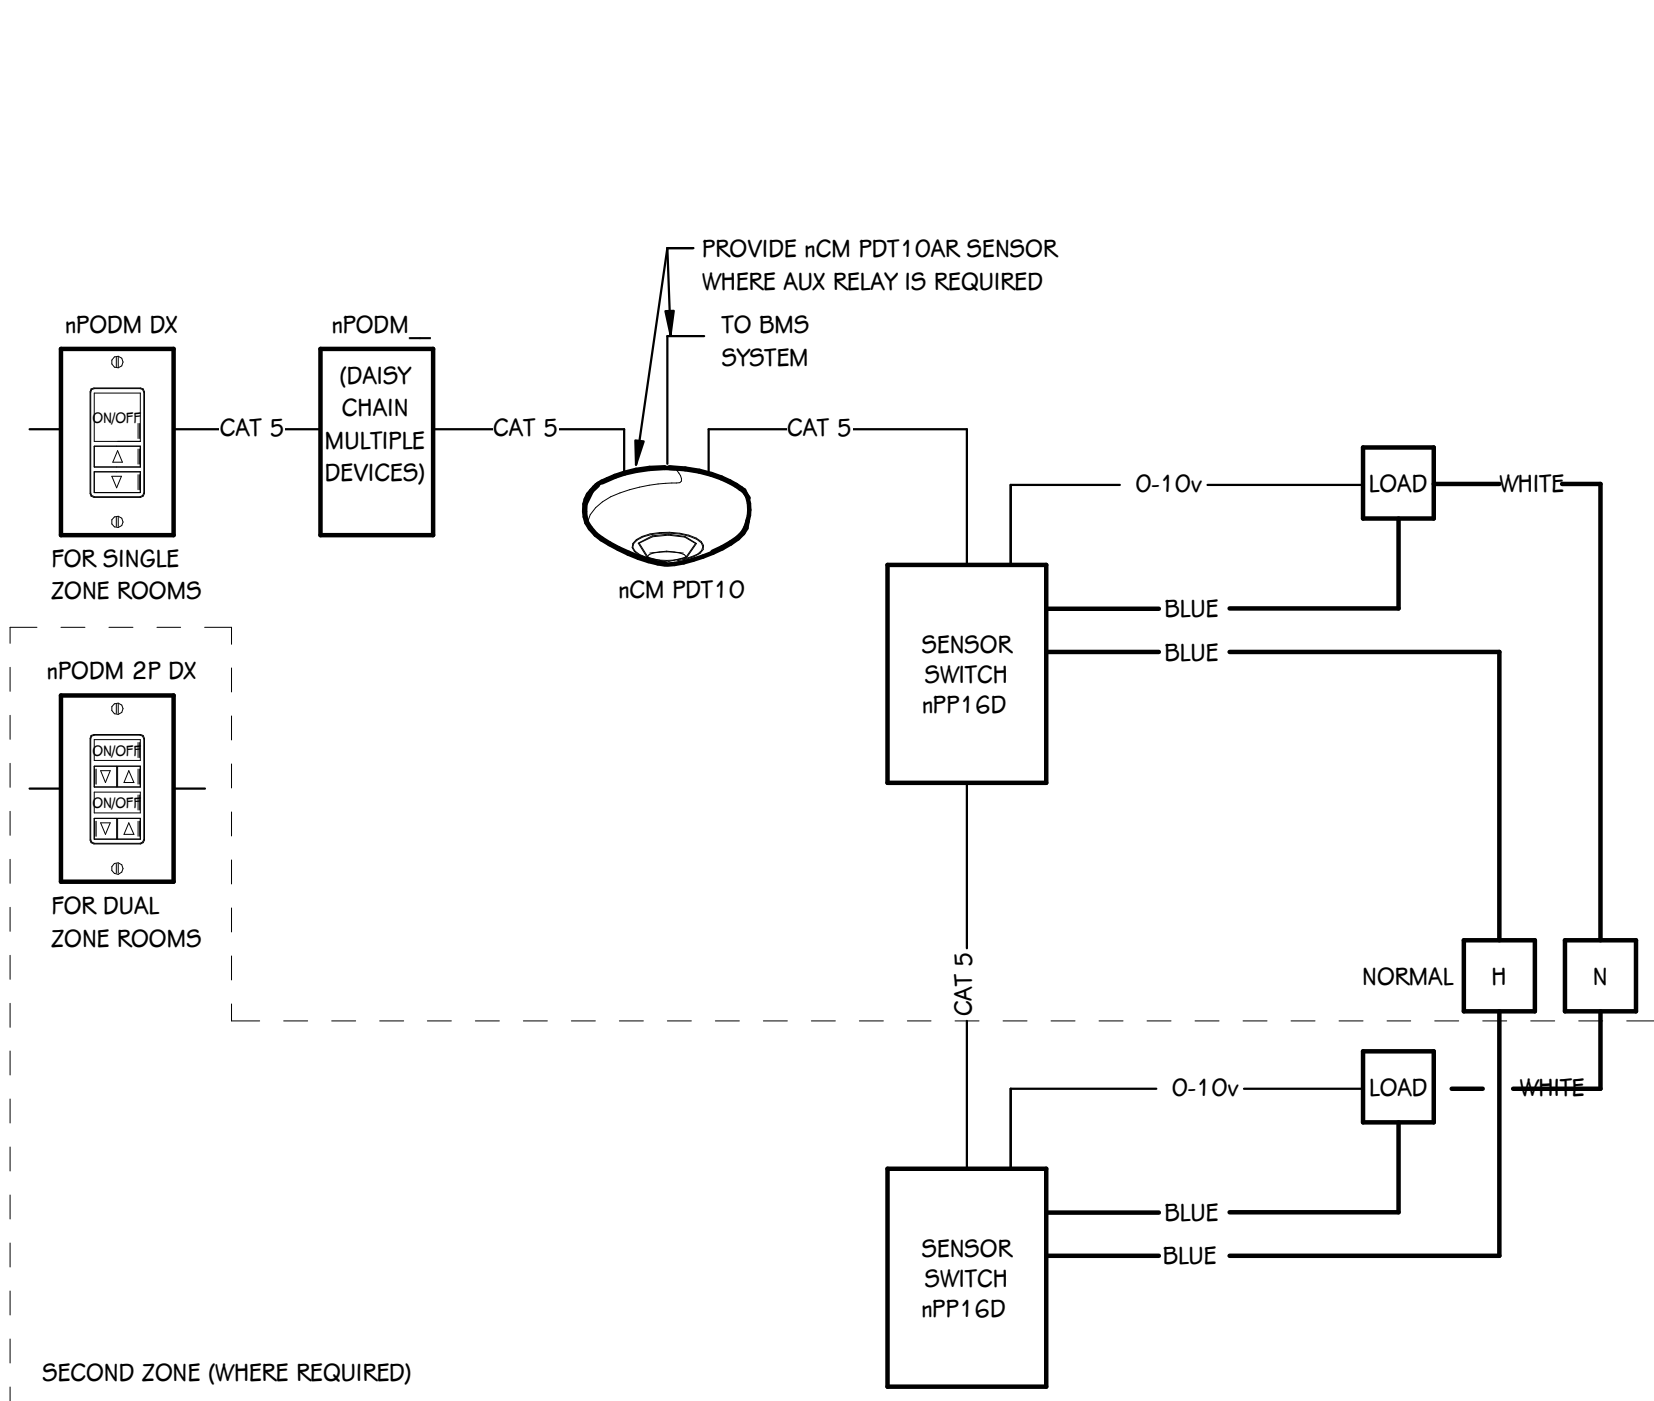 PROVIDE nCM PDT10AR SENSOR
WHERE AUX RELAY IS REQUIRED
TO BMS
SYSTEM
nPODM DX
ON/OFF
FOR SINGLE
ZONE ROOMS
CAT 5
nPODM__
(DAISY
CHAIN
MULTIPLE
DEVICES)
CAT 5
nCM PDT10
CAT 5
0-10v
LOAD
WHITE
BLUE
BLUE
SENSOR
SWITCH
nPP16D
nPODM 2P DX
ON/OFF
ON/OFF
FOR DUAL
ZONE ROOMS
CAT 5
NORMAL
H
N
0-10v
LOAD
WHITE
BLUE
BLUE
SENSOR
SWITCH
nPP16D
SECOND ZONE (WHERE REQUIRED)